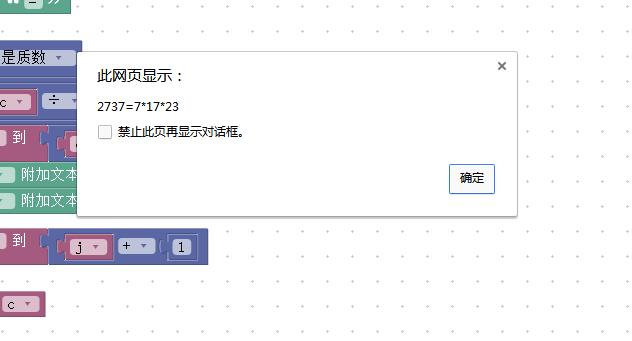 “ = ”
是质数
此网页显示：
×
2737=7*17*23
c ÷
禁止此页再显示对话框。
到
附加文本
确定
附加文本
到 j + 1
c